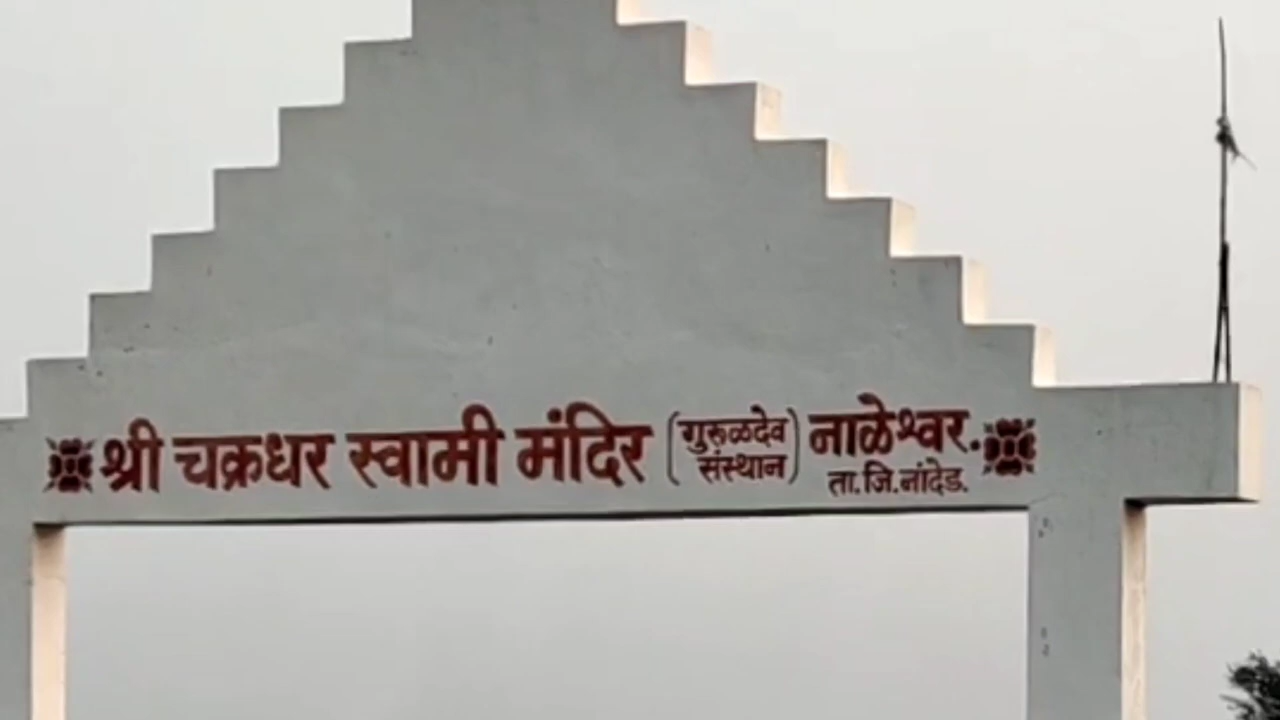 श्री चक्रधर स्वामी मंदिर (गुरूळदेव संस्थान) नाळेश्वर.
ता. जि. नांदेड.